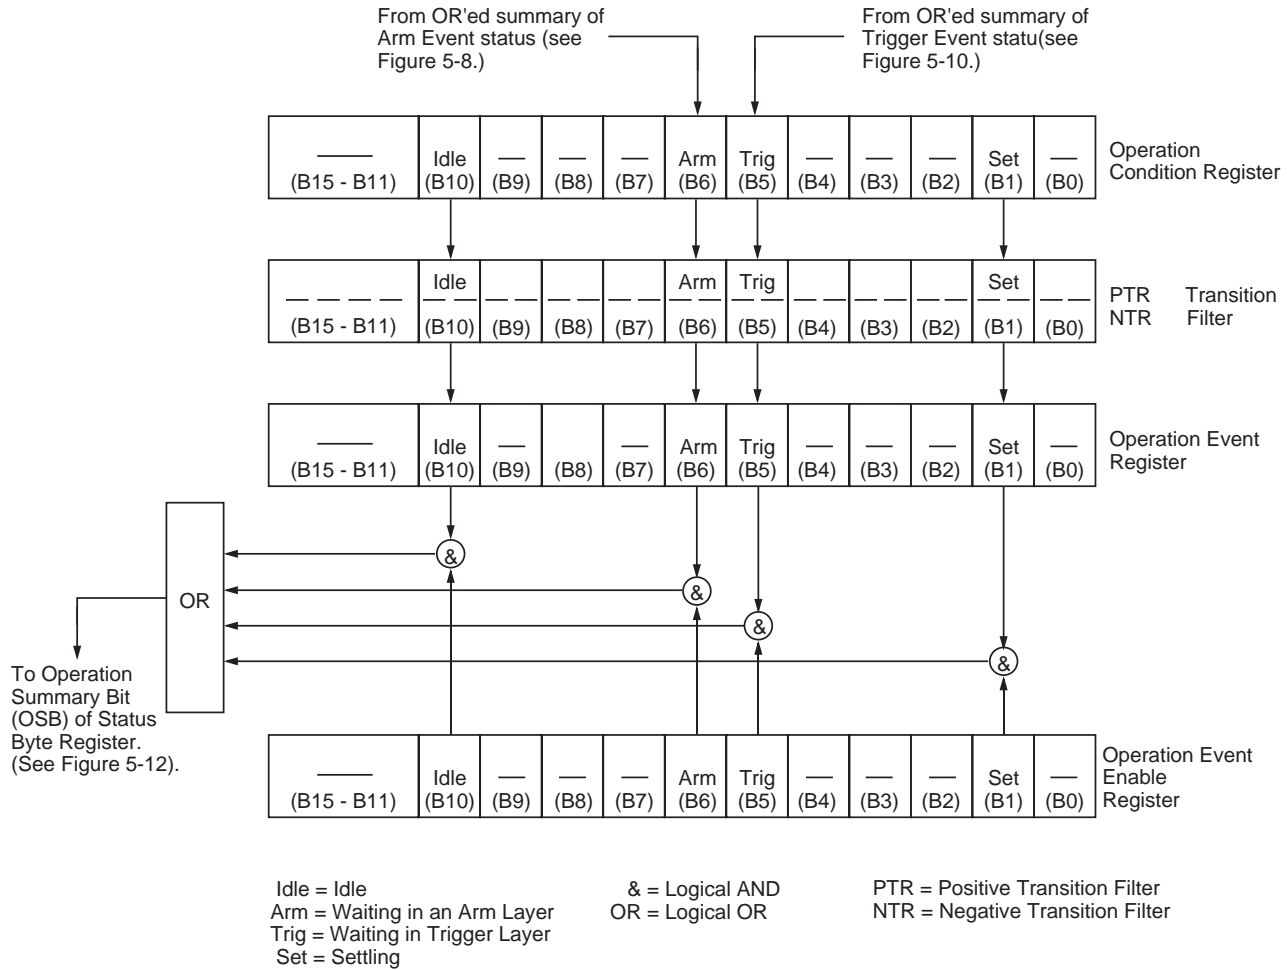 From OR'ed summary of
Arm Event status (see
Figure 5-8.)
From OR'ed summary of
Trigger Event statu(see
Figure 5-10.)
Idle Arm Trig Set
(B15 - B11) (B10) (B9) (B8) (B7) (B6) (B5) (B4) (B3) (B2) (B1) (B0)
Operation
Condition Register
Idle Arm Trig Set
(B15 - B11) (B10) (B9) (B8) (B7) (B6) (B5) (B4) (B3) (B2) (B1) (B0)
PTR Transition
NTR Filter
Idle Arm Trig Set
(B15 - B11) (B10) (B9) (B8) (B7) (B6) (B5) (B4) (B3) (B2) (B1) (B0)
Operation Event
Register
&
&
&
&
OR
To Operation
Summary Bit
(OSB) of Status
Byte Register.
(See Figure 5-12).
Idle Arm Trig Set
(B15 - B11) (B10) (B9) (B8) (B7) (B6) (B5) (B4) (B3) (B2) (B1) (B0)
Operation Event
Enable
Register
Idle = Idle
Arm = Waiting in an Arm Layer
Trig = Waiting in Trigger Layer
Set = Settling
& = Logical AND
OR = Logical OR
PTR = Positive Transition Filter
NTR = Negative Transition Filter